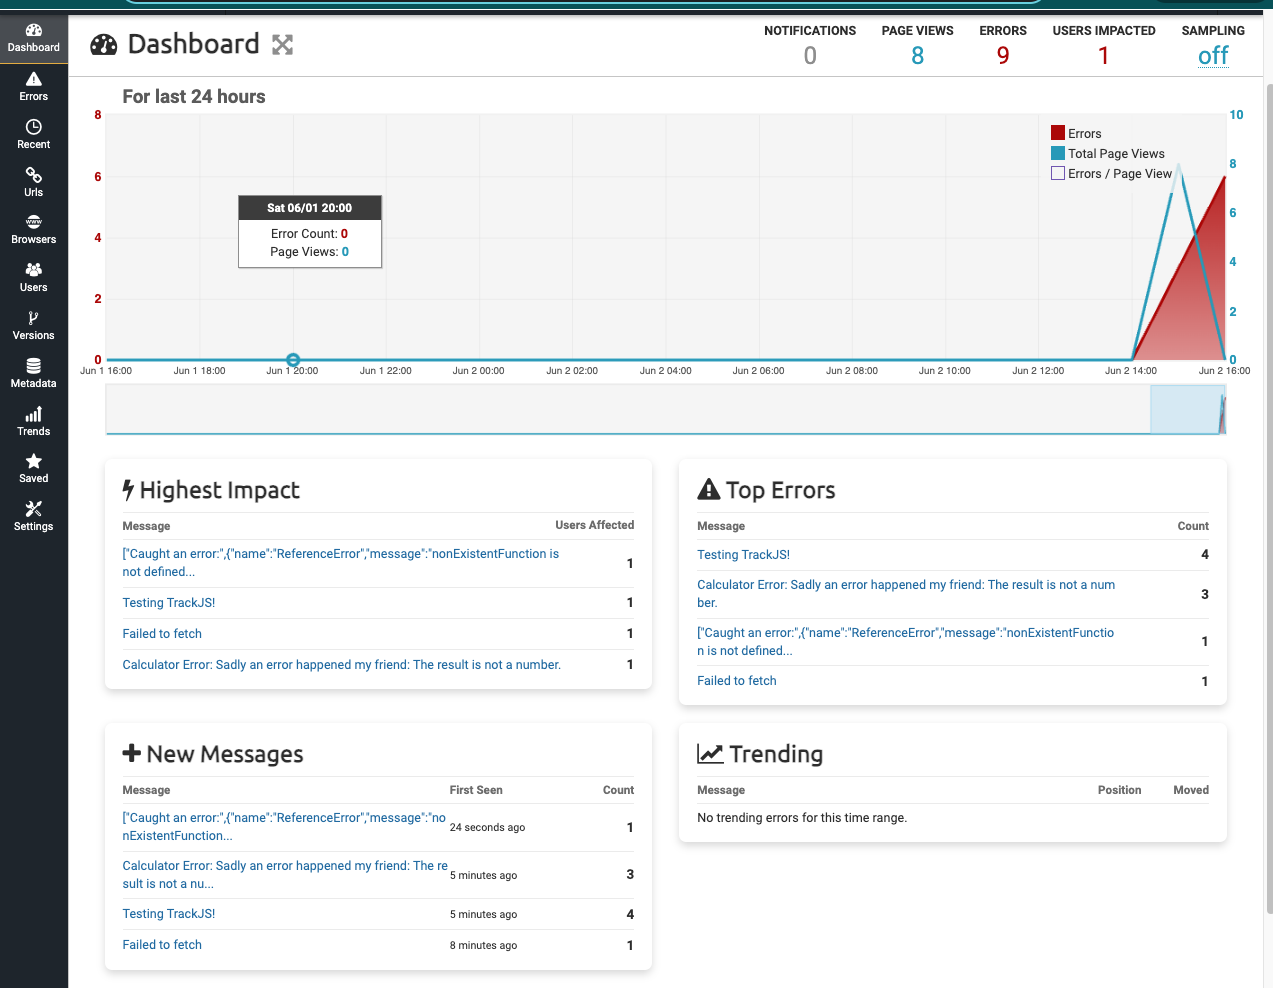 Dashboard
Errors
Recent
Urls
www
Browsers
Users
Versions
Metadata
Trends
Saved
Settings
Dashboard
NOTIFICATIONS
0
PAGE VIEWS
8
ERRORS
9
USERS IMPACTED
1
SAMPLING
off
For last 24 hours
8
6
4
2
0
10
8
6
4
2
0
Errors
Total Page Views
Errors / Page View
Sat 06/01 20:00
Error Count: 0
Page Views: 0
Jun 1 16:00
Jun 1 18:00
Jun 1 20:00
Jun 1 22:00
Jun 2 00:00
Jun 2 02:00
Jun 2 04:00
Jun 2 06:00
Jun 2 08:00
Jun 2 10:00
Jun 2 12:00
Jun 2 14:00
Jun 2 16:00
Highest Impact
Message Users Affected
["Caught an error:",{"name":"ReferenceError","message":"nonExistentFunction is
not defined...
1
Testing TrackJS! 1
Failed to fetch 1
Calculator Error: Sadly an error happened my friend: The result is not a number. 1
Top Errors
Message Count
Testing TrackJS! 4
Calculator Error: Sadly an error happened my friend: The result is not a num
ber.
3
["Caught an error:",{"name":"ReferenceError","message":"nonExistentFunctio
n is not defined...
1
Failed to fetch 1
New Messages
Message First Seen Count
["Caught an error:",{"name":"ReferenceError","message":"no
nExistentFunction...
24 seconds ago 1
Calculator Error: Sadly an error happened my friend: The re
sult is not a nu...
5 minutes ago 3
Testing TrackJS! 5 minutes ago 4
Failed to fetch 8 minutes ago 1
Trending
Message Position Moved
No trending errors for this time range.